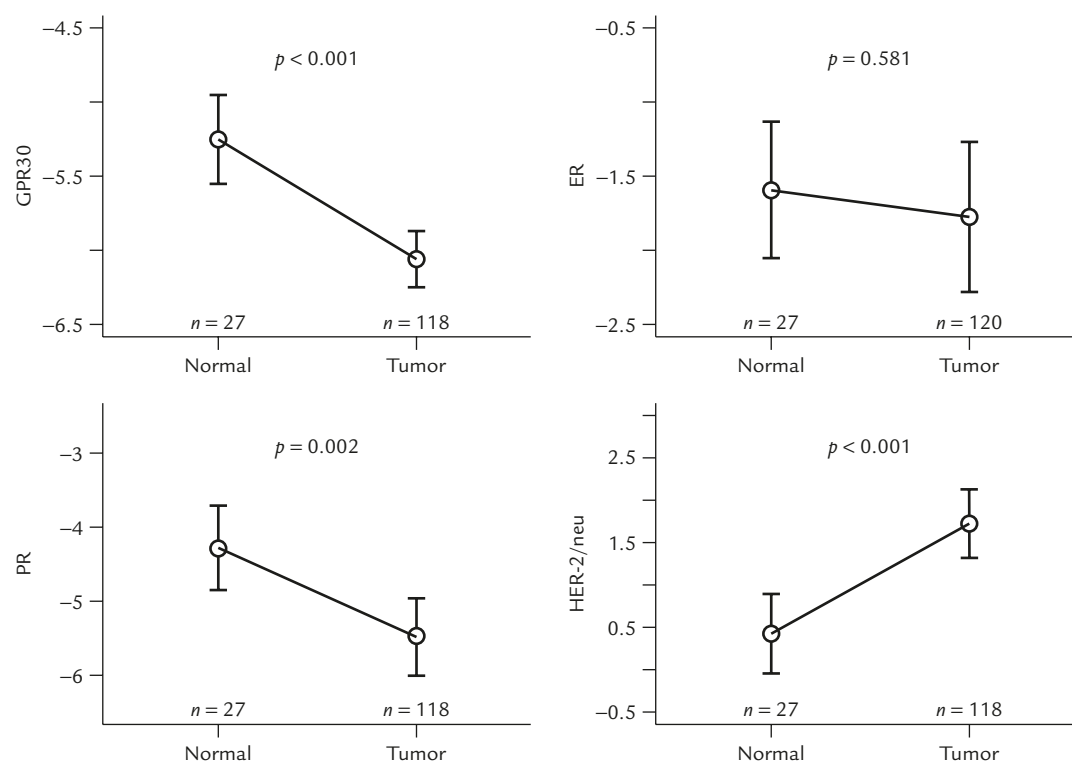 −4.5
p < 0.001
GPR30
−5.5
−6.5
n = 27
n = 118
Normal
Tumor
−0.5
p = 0.581
ER
−1.5
−2.5
n = 27
n = 120
Normal
Tumor
p = 0.002
−3
−4
PR
−5
−6
n = 27
n = 118
Normal
Tumor
p < 0.001
2.5
HER-2/neu
1.5
0.5
−0.5
n = 27
n = 118
Normal
Tumor